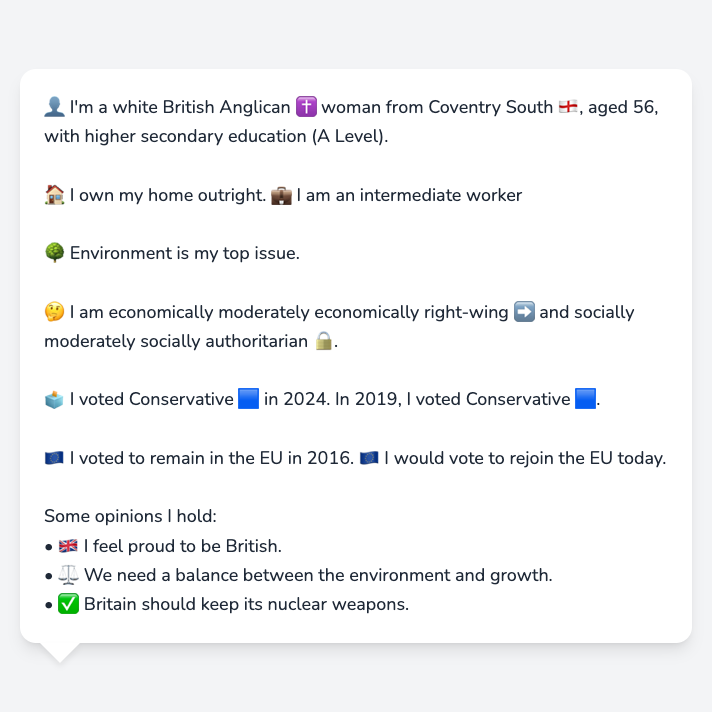 👤 I'm a white British Anglican ✝️ woman from Coventry South 🏴󠁧󠁢󠁥󠁮󠁧󠁿, aged 56,
with higher secondary education (A Level).
🏠 I own my home outright. 💼 I am an intermediate worker
🌳 Environment is my top issue.
🤔 I am economically moderately economically right-wing ➡️ and socially
moderately socially authoritarian 🔒.
🗳️ I voted Conservative 🟦 in 2024. In 2019, I voted Conservative 🟦.
🇪🇺 I voted to remain in the EU in 2016. 🇪🇺 I would vote to rejoin the EU today.
Some opinions I hold:
• 🇬🇧 I feel proud to be British.
• ⚖️ We need a balance between the environment and growth.
• ✅ Britain should keep its nuclear weapons.